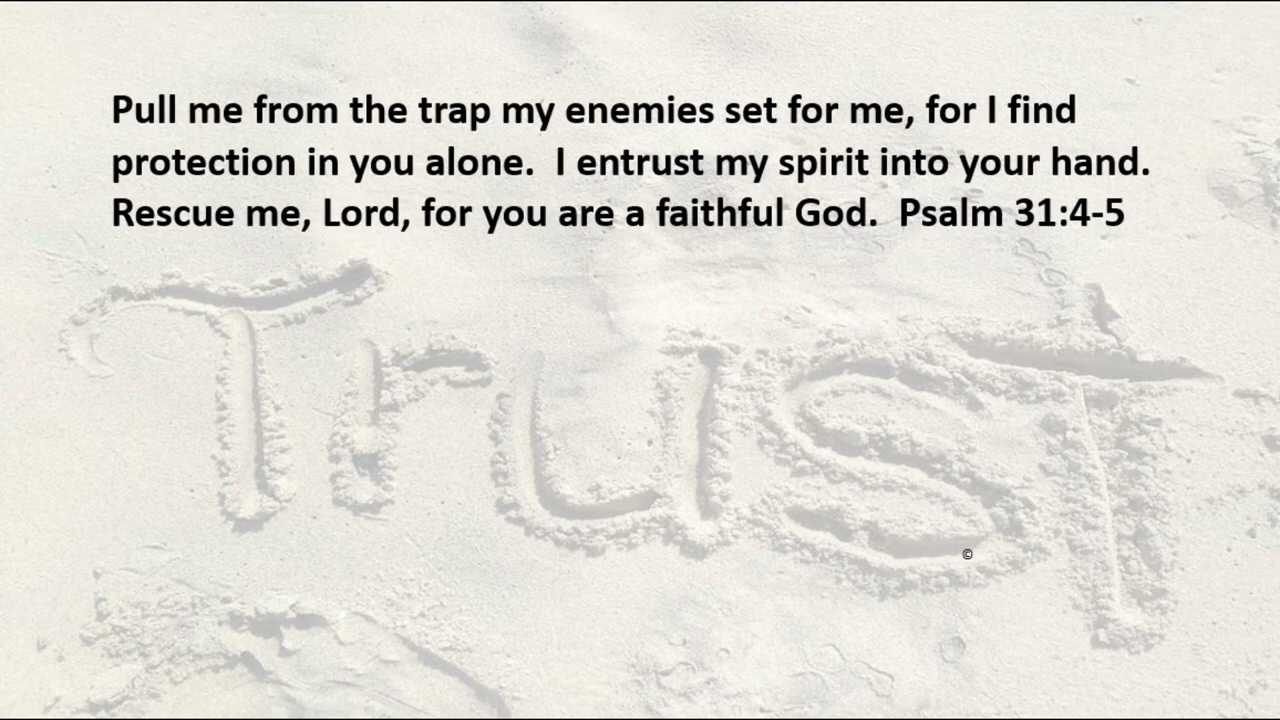 Pull me from the trap my enemies set for me, for I find
protection in you alone.  I entrust my spirit into your hand.
Rescue me, Lord, for you are a faithful God.  Psalm 31:4-5
Trust
©